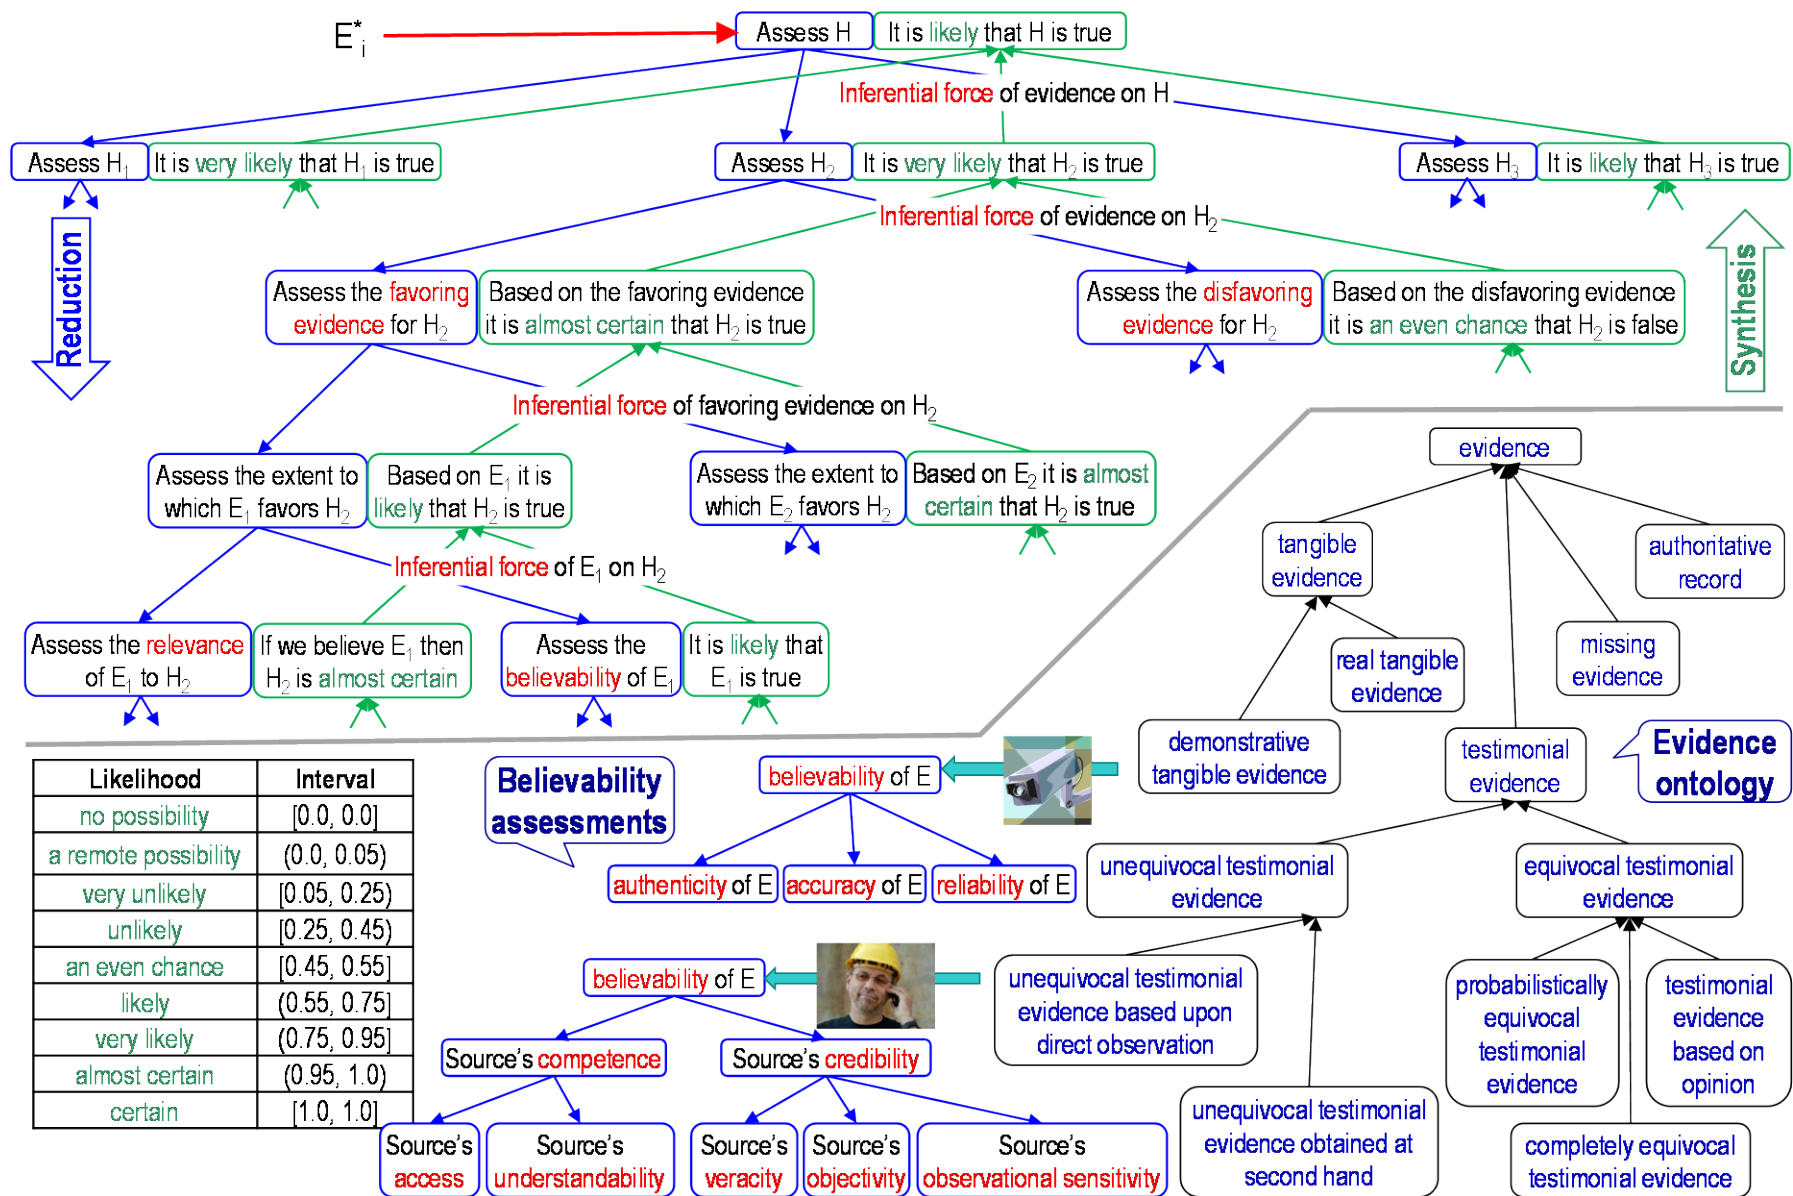 E*i
Assess H
It is likely that H is true
Inferential force of evidence on H
Assess H1
It is very likely that H1 is true
Assess H2
It is very likely that H2 is true
Assess H3
It is likely that H3 is true
Inferential force of evidence on H2
Reduction
Synthesis
Assess the favoring
evidence for H2
Based on the favoring evidence
it is almost certain that H2 is true
Assess the disfavoring
evidence for H2
Based on the disfavoring evidence
it is an even chance that H2 is false
Inferential force of favoring evidence on H2
Assess the extent to
which E1 favors H2
Based on E1 it is
likely that H2 is true
Assess the extent to
which E2 favors H2
Based on E2 it is almost
certain that H2 is true
Inferential force of E1 on H2
Assess the relevance
of E1 to H2
If we believe E1 then
H2 is almost certain
Assess the
believability of E1
It is likely that
E1 is true
evidence
tangible
evidence
authoritative
record
real tangible
evidence
missing
evidence
demonstrative
tangible evidence
testimonial
evidence
Evidence
ontology
unequivocal testimonial
evidence
equivocal testimonial
evidence
unequivocal testimonial
evidence based upon
direct observation
probabilistically
equivocal
testimonial
evidence
testimonial
evidence
based on
opinion
unequivocal testimonial
evidence obtained at
second hand
completely equivocal
testimonial evidence
Likelihood Interval
no possibility [0.0, 0.0]
a remote possibility (0.0, 0.05)
very unlikely [0.05, 0.25)
unlikely [0.25, 0.45)
an even chance [0.45, 0.55]
likely (0.55, 0.75]
very likely (0.75, 0.95]
almost certain (0.95, 1.0)
certain [1.0, 1.0]
Believability
assessments
believability of E
authenticity of E
accuracy of E
reliability of E
believability of E
Source's competence
Source's credibility
Source's
access
Source's
understandability
Source's
veracity
Source's
objectivity
Source's
observational sensitivity